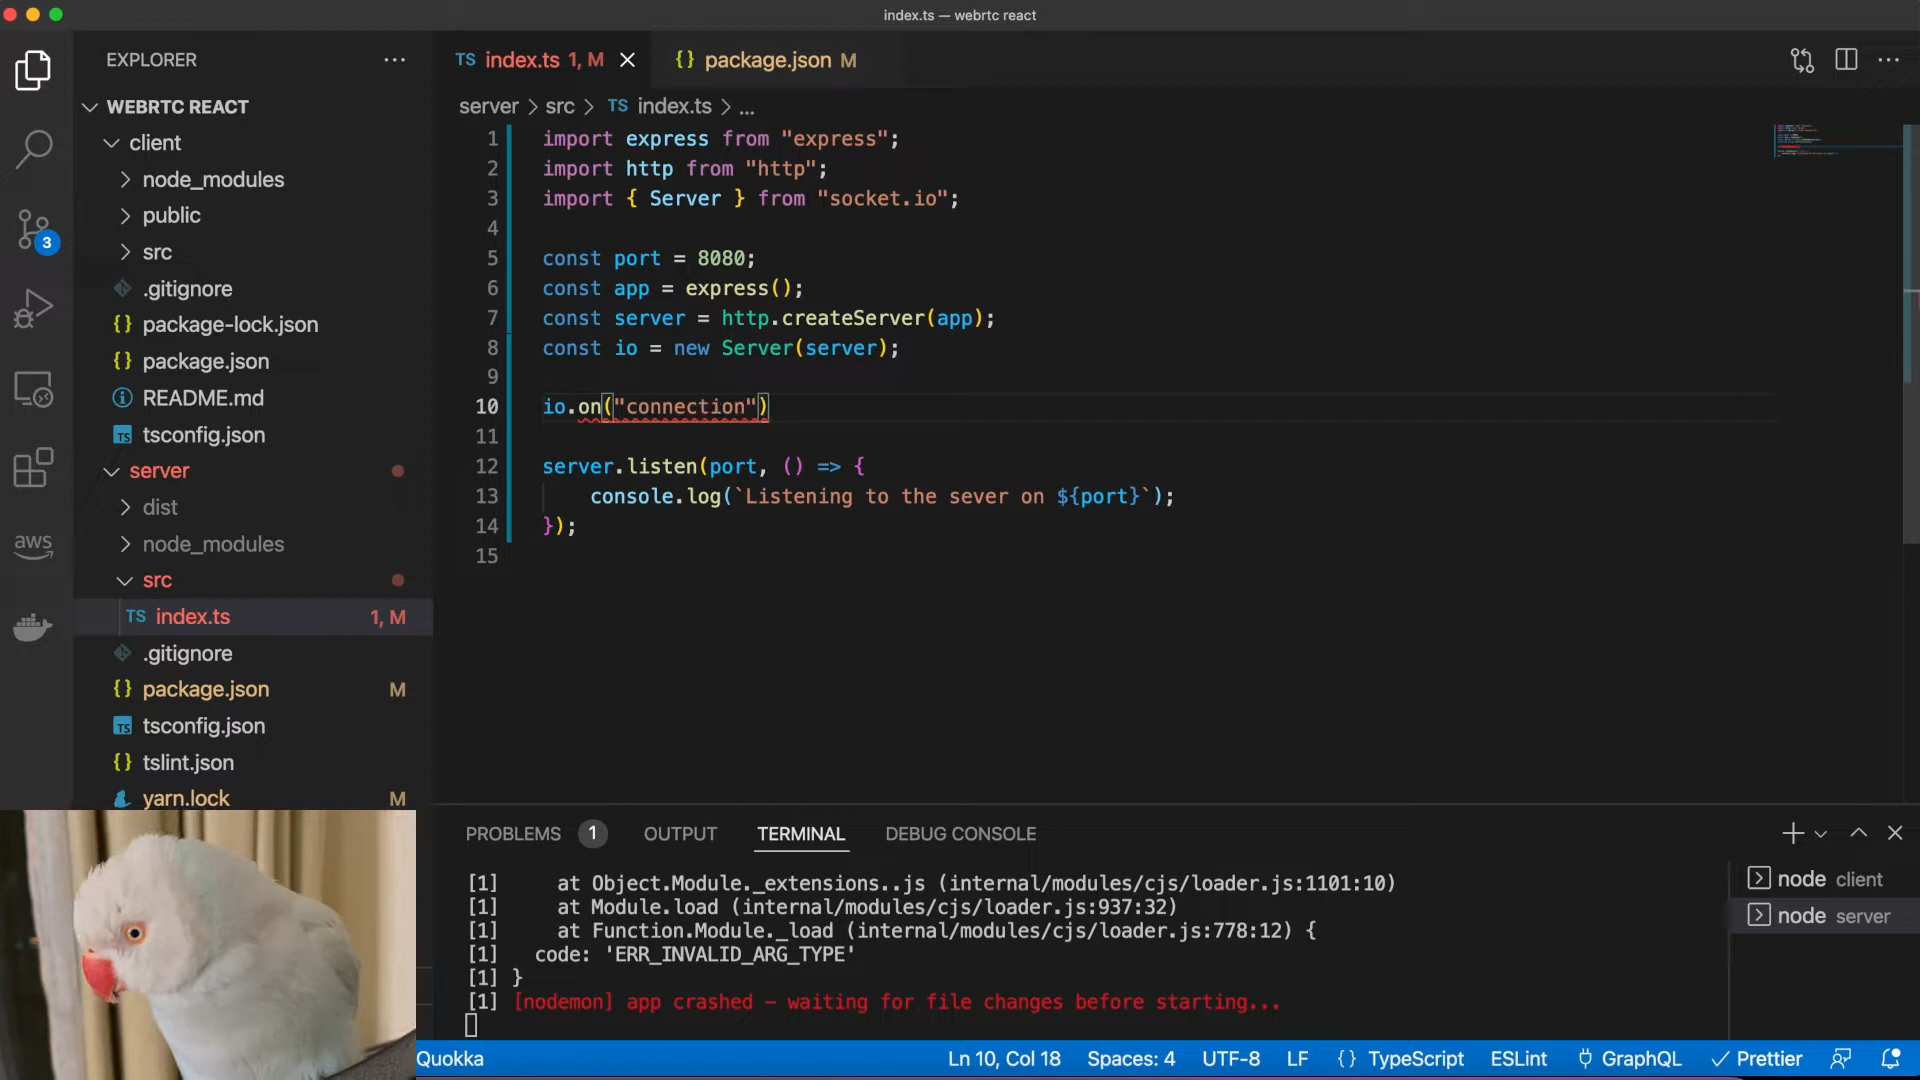 index.ts — webrtc react
EXPLORER
TS index.ts 1, M
{} package.json M
WEBRTC REACT
server > src > TS index.ts > ...
client
node_modules
public
src
.gitignore
{} package-lock.json
{} package.json
README.md
TS tsconfig.json
server
dist
node_modules
src
TS index.ts 1, M
.gitignore
{} package.json M
TS tsconfig.json
{} tslint.json
yarn.lock M
3
aws
1 import express from "express";
2 import http from "http";
3 import { Server } from "socket.io";
4
5 const port = 8080;
6 const app = express();
7 const server = http.createServer(app);
8 const io = new Server(server);
9
10 io.on("connection")
11
12 server.listen(port, () => {
13 console.log(`Listening to the sever on ${port}`);
14 });
15
PROBLEMS 1 OUTPUT TERMINAL DEBUG CONSOLE
[1] at Object.Module._extensions..js (internal/modules/cjs/loader.js:1101:10)
[1] at Module.load (internal/modules/cjs/loader.js:937:32)
[1] at Function.Module._load (internal/modules/cjs/loader.js:778:12) {
[1] code: 'ERR_INVALID_ARG_TYPE'
[1] }
[1] [nodemon] app crashed – waiting for file changes before starting...
node client
node server
Quokka Ln 10, Col 18 Spaces: 4 UTF-8 LF {} TypeScript ESLint GraphQL Prettier